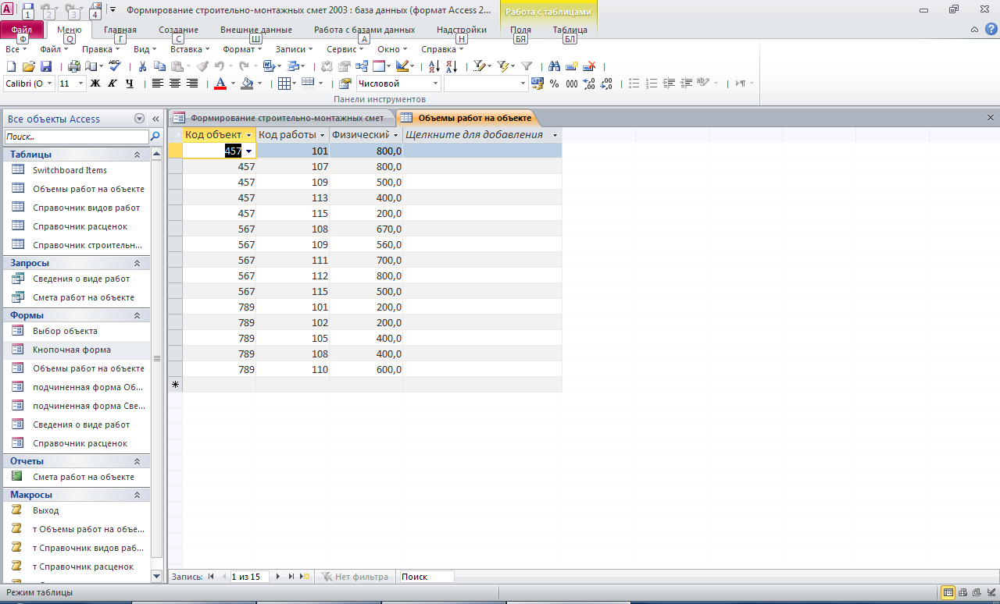 Формирование строительно-монтажных смет 2003 : база данных (формат Access 2...
Работа с таблицами
1 2 3 4
Файл Меню Главная Создание Внешние данные Работа с базами данных Надстройки Поля Таблица
Ф Q Г С Ш А Н БЯ БЛ
Все Файл Правка Вид Вставка Формат Записи Сервис Окно Справка
Calibri (О 11 Ж К Ч Числовой % 000
Панели инструментов
Все объекты Access
Поиск...
Таблицы
Switchboard Items
Объемы работ на объекте
Справочник видов работ
Справочник расценок
Справочник строительн...
Запросы
Сведения о виде работ
Смета работ на объекте
Формы
Выбор объекта
Кнопочная форма
Объемы работ на объекте
подчиненная форма Об...
подчиненная форма Све...
Сведения о виде работ
Справочник расценок
Отчеты
Смета работ на объекте
Макросы
Выход
т Объемы работ на объе...
т Справочник видов раб...
т Справочник расценок
Формирование строительно-монтажных смет Объемы работ на объекте
Код объект Код работы Физический Щелкните для добавления
457 101 800,0
457 107 800,0
457 109 500,0
457 113 400,0
457 115 200,0
567 108 670,0
567 109 560,0
567 111 700,0
567 112 800,0
567 115 500,0
789 101 200,0
789 102 200,0
789 105 400,0
789 108 400,0
789 110 600,0
Запись: 1 из 15 Нет фильтра Поиск
Режим таблицы